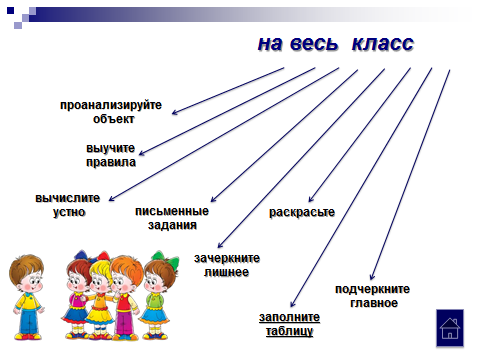 на весь класс
проанализируйте
объект
выучите
правила
вычислите
устно
письменные
задания
раскрасьте
зачеркните
лишнее
подчеркните
главное
заполните
таблицу